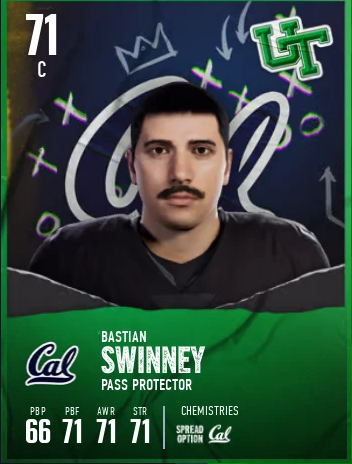 71
C
UT
Cal
BASTIAN
SWINNEY
PASS PROTECTOR
Cal
PBP PBF AWR STR
66 71 71 71
CHEMISTRIES
SPREAD
OPTION
Cal